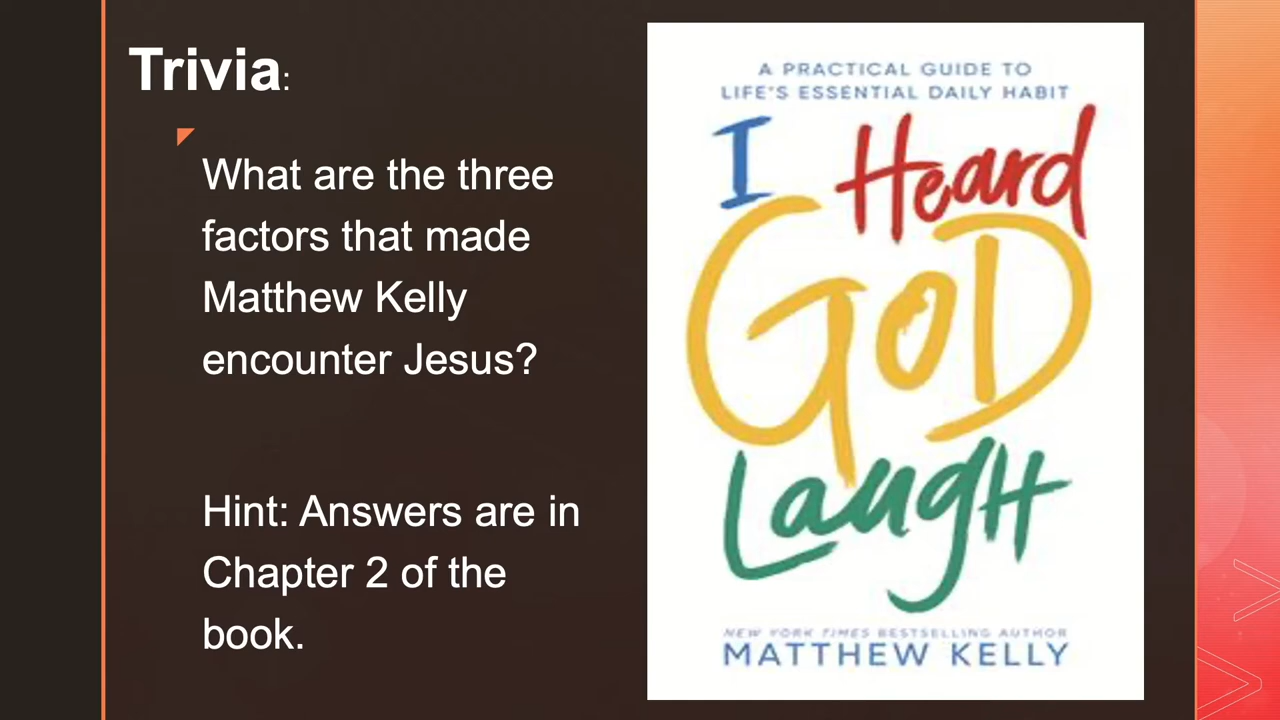 Trivia:
What are the three
factors that made
Matthew Kelly
encounter Jesus?
Hint: Answers are in
Chapter 2 of the
book.
A PRACTICAL GUIDE TO
LIFE'S ESSENTIAL DAILY HABIT
I Heard
GOD
Laugh
NEW YORK TIMES BESTSELLING AUTHOR
MATTHEW KELLY